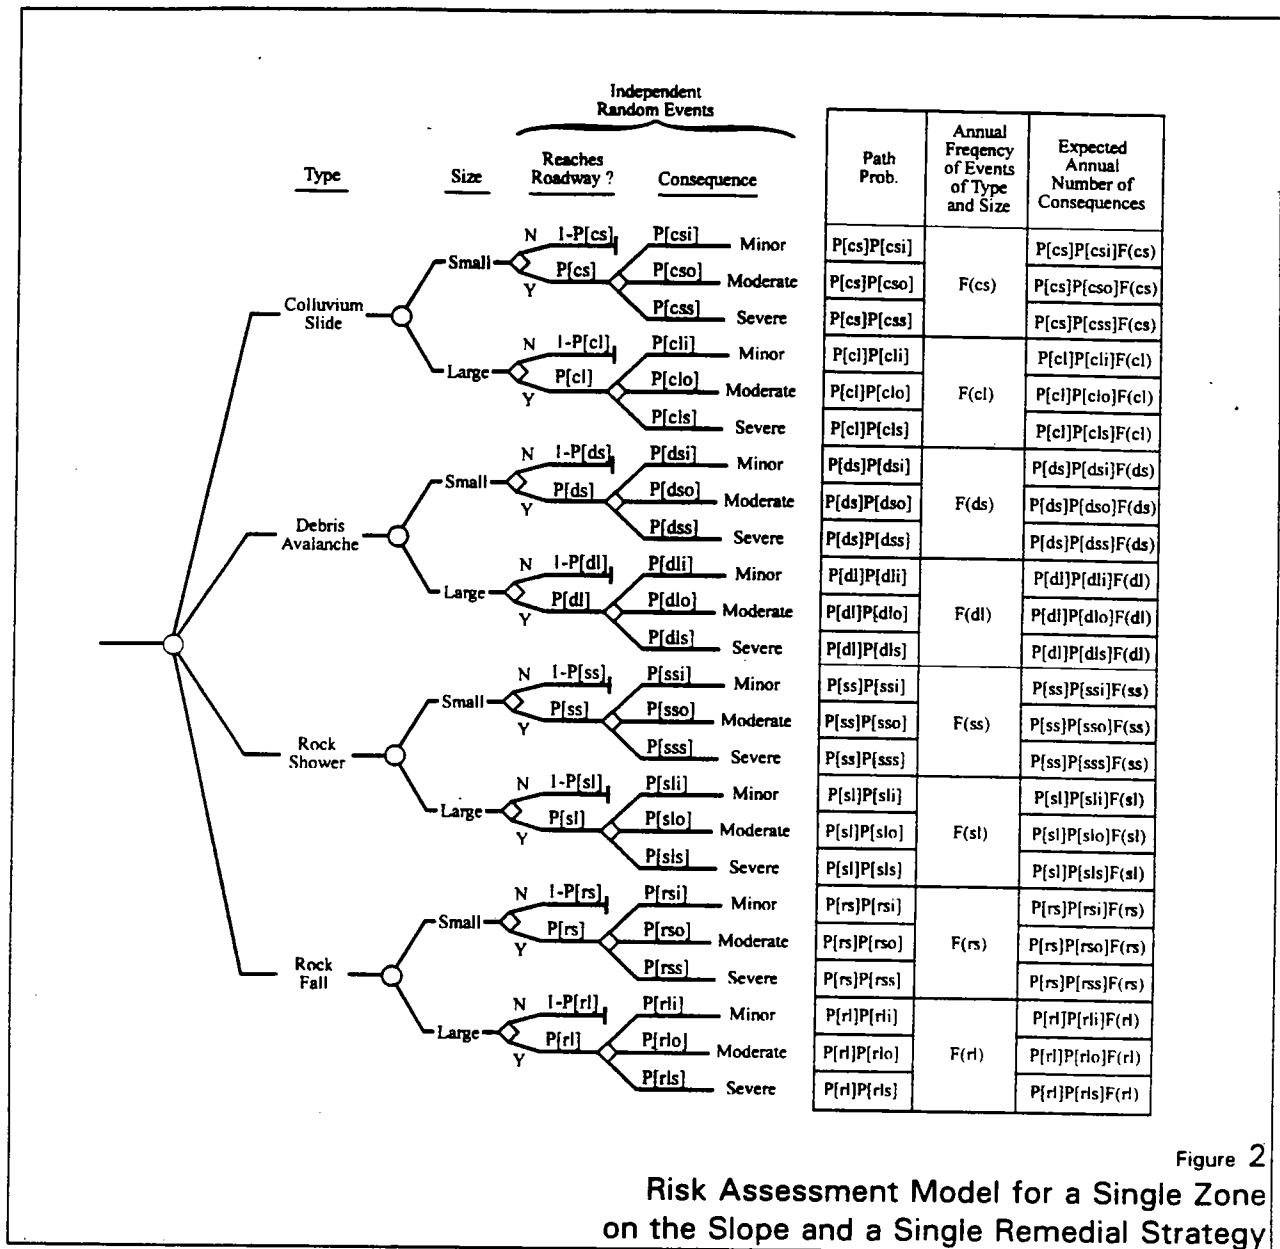 Independent
Random Events
Type
Size
Reaches
Roadway ?
Consequence
Path
Prob.
Annual
Freqency
of Events
of Type
and Size
Expected
Annual
Number of
Consequences
Colluvium
Slide
Small
N 1-P[cs]
Y P[cs]
P[csi] Minor P[cs]P[csi] P[cs]P[csi]F(cs)
P[cso] Moderate P[cs]P[cso] F(cs) P[cs]P[cso]F(cs)
P[css] Severe P[cs]P[css] P[cs]P[css]F(cs)
Large
N 1-P[cl]
Y P[cl]
P[cli] Minor P[cl]P[cli] P[cl]P[cli]F(cl)
P[clo] Moderate P[cl]P[clo] F(cl) P[cl]P[clo]F(cl)
P[cls] Severe P[cl]P[cls] P[cl]P[cls]F(cl)
Debris
Avalanche
Small
N 1-P[ds]
Y P[ds]
P[dsi] Minor P[ds]P[dsi] P[ds]P[dsi]F(ds)
P[dso] Moderate P[ds]P[dso] F(ds) P[ds]P[dso]F(ds)
P[dss] Severe P[ds]P[dss] P[ds]P[dss]F(ds)
Large
N 1-P[dl]
Y P[dl]
P[dli] Minor P[dl]P[dli] P[dl]P[dli]F(dl)
P[dlo] Moderate P[dl]P[dlo] F(dl) P[dl]P[dlo]F(dl)
P[dls] Severe P[dl]P[dls] P[dl]P[dls]F(dl)
Rock
Shower
Small
N 1-P[ss]
Y P[ss]
P[ssi] Minor P[ss]P[ssi] P[ss]P[ssi]F(ss)
P[sso] Moderate P[ss]P[sso] F(ss) P[ss]P[sso]F(ss)
P[sss] Severe P[ss]P[sss] P[ss]P[sss]F(ss)
Large
N 1-P[sl]
Y P[sl]
P[sli] Minor P[sl]P[sli] P[sl]P[sli]F(sl)
P[slo] Moderate P[sl]P[slo] F(sl) P[sl]P[slo]F(sl)
P[sls] Severe P[sl]P[sls] P[sl]P[sls]F(sl)
Rock
Fall
Small
N 1-P[rs]
Y P[rs]
P[rsi] Minor P[rs]P[rsi] P[rs]P[rsi]F(rs)
P[rso] Moderate P[rs]P[rso] F(rs) P[rs]P[rso]F(rs)
P[rss] Severe P[rs]P[rss] P[rs]P[rss]F(rs)
Large
N 1-P[rl]
Y P[rl]
P[rli] Minor P[rl]P[rli] P[rl]P[rli]F(rl)
P[rlo] Moderate P[rl]P[rlo] F(rl) P[rl]P[rlo]F(rl)
P[rls] Severe P[rl]P[rls] P[rl]P[rls]F(rl)
Figure 2
Risk Assessment Model for a Single Zone
on the Slope and a Single Remedial Strategy